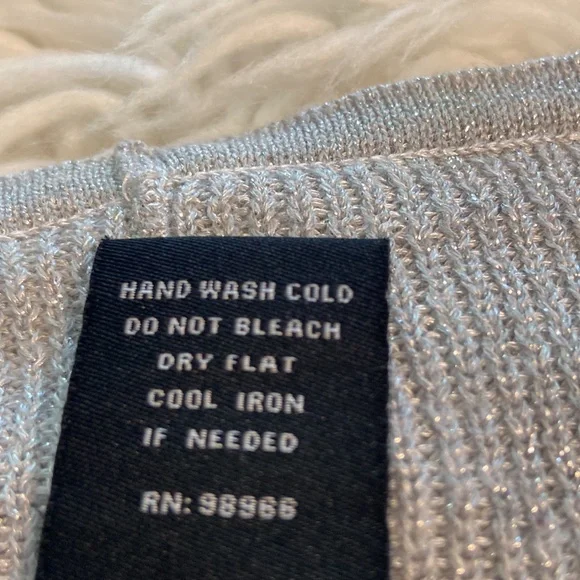 HAND WASH COLD
DO NOT BLEACH
DRY FLAT
COOL IRON
IF NEEDED
RN: 98966